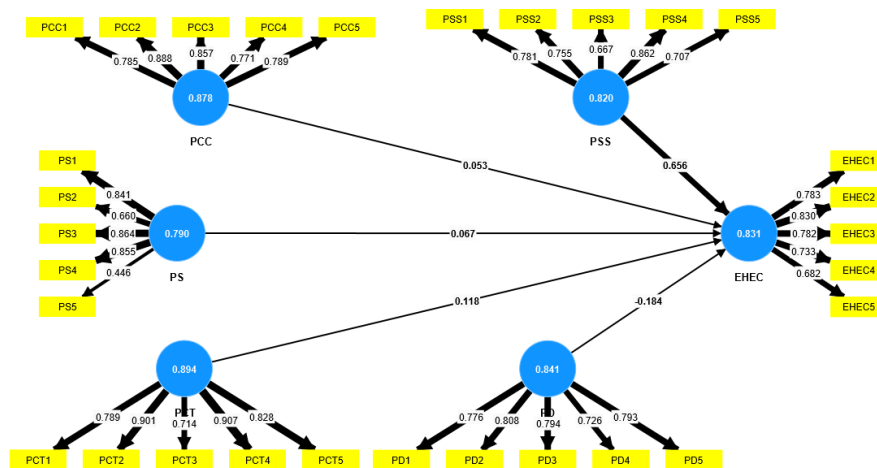 PCC1 PCC2 PCC3 PCC4 PCC5
0.785 0.888 0.857 0.771 0.789
0.878
PCC
PSS1 PSS2 PSS3 PSS4 PSS5
0.781 0.755 0.667 0.862 0.707
0.820
PSS
0.053
0.656
PS1
PS2
PS3
PS4
PS5
0.841
0.660
0.864
0.855
0.446
0.790
PS
0.067
0.831
EHEC
0.783
0.830
0.782
0.733
0.682
EHEC1
EHEC2
EHEC3
EHEC4
EHEC5
0.118
-0.184
0.894
PCT
0.789 0.901 0.714 0.907 0.828
PCT1 PCT2 PCT3 PCT4 PCT5
0.841
PD
0.776 0.808 0.794 0.726 0.793
PD1 PD2 PD3 PD4 PD5